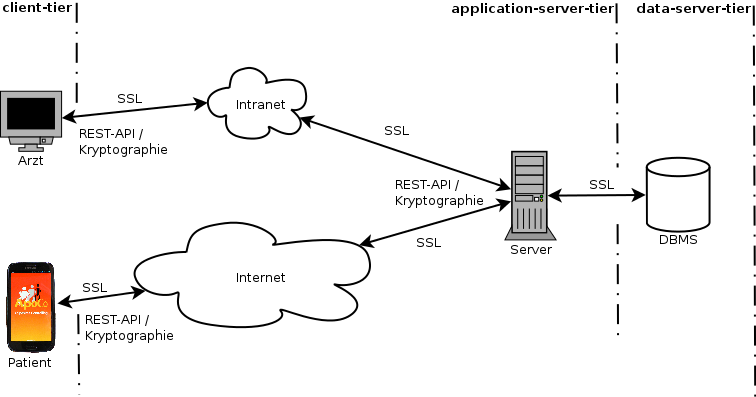 client-tier
application-server-tier
data-server-tier
SSL
Intranet
REST-API /
Kryptographie
Arzt
SSL
REST-API /
Kryptographie
SSL
DBMS
Server
SSL
Internet
SSL
REST-API /
Kryptographie
Patient